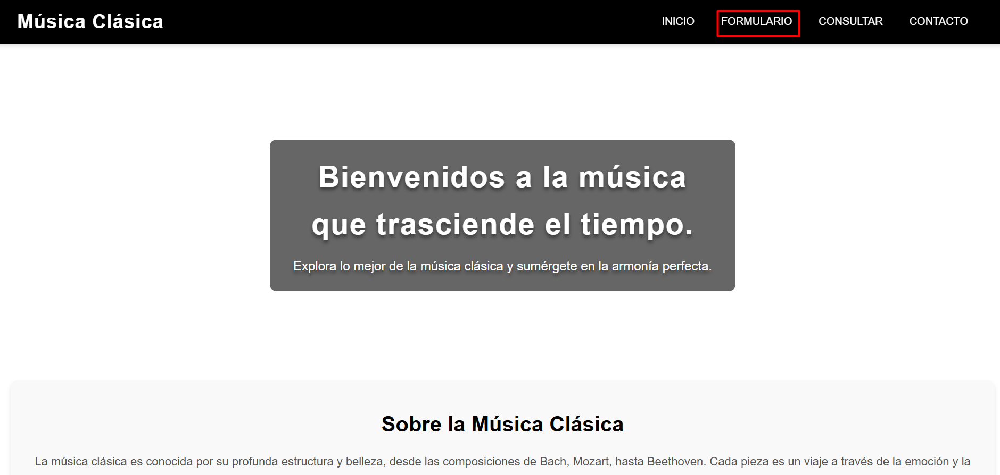 Música Clásica
INICIO FORMULARIO CONSULTAR CONTACTO
Bienvenidos a la música
que trasciende el tiempo.
Explora lo mejor de la música clásica y sumérgete en la armonía perfecta.
Sobre la Música Clásica
La música clásica es conocida por su profunda estructura y belleza, desde las composiciones de Bach, Mozart, hasta Beethoven. Cada pieza es un viaje a través de la emoción y la